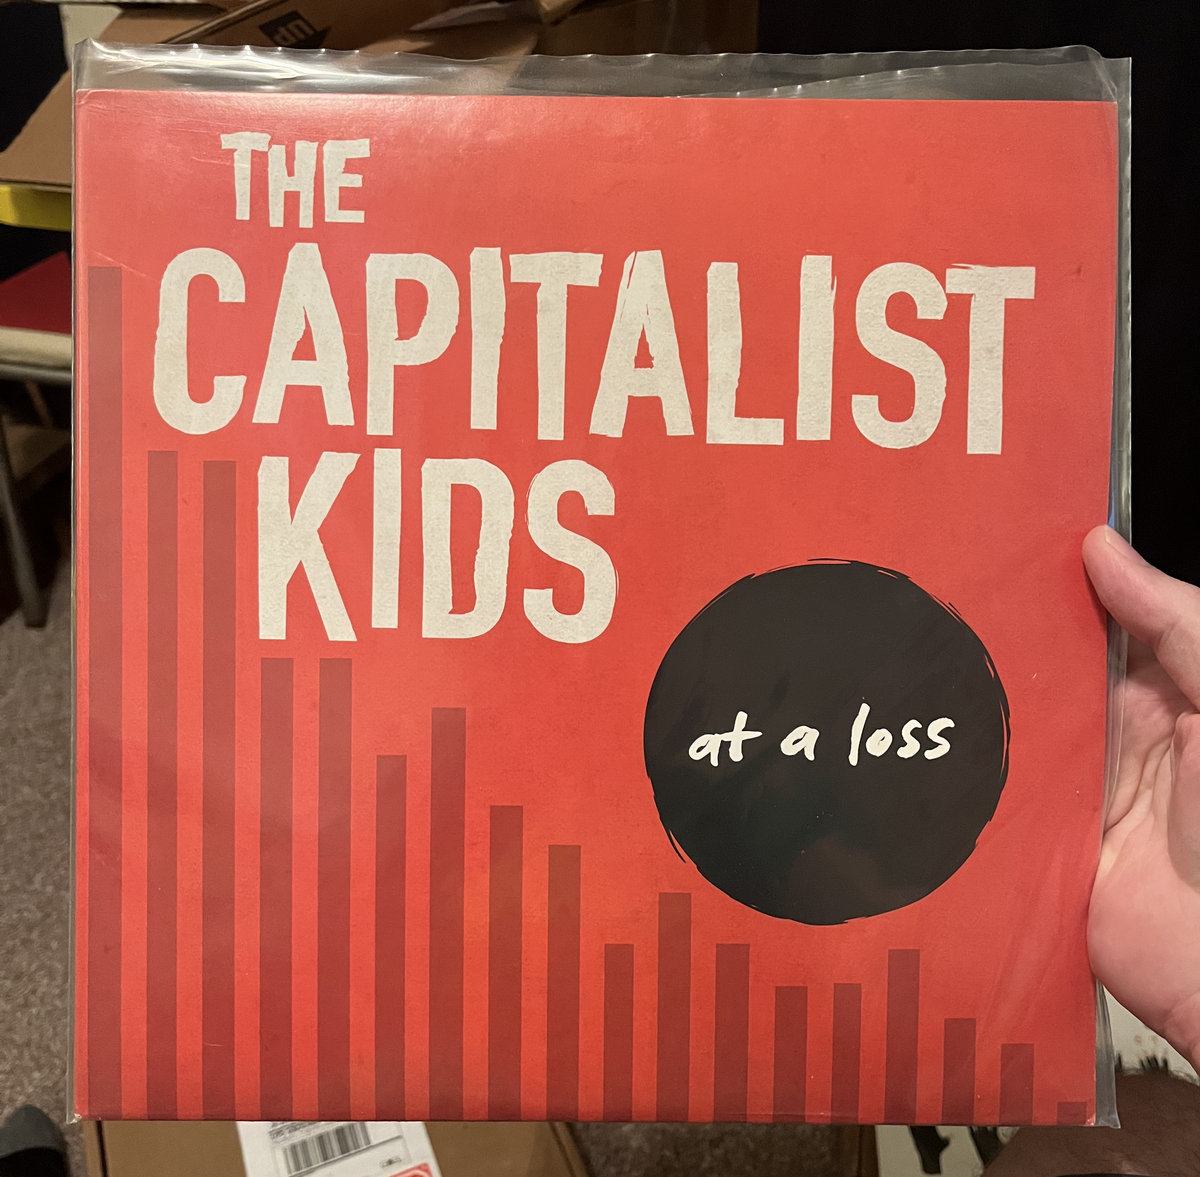 THE
CAPITALIST
KIDS
at a loss